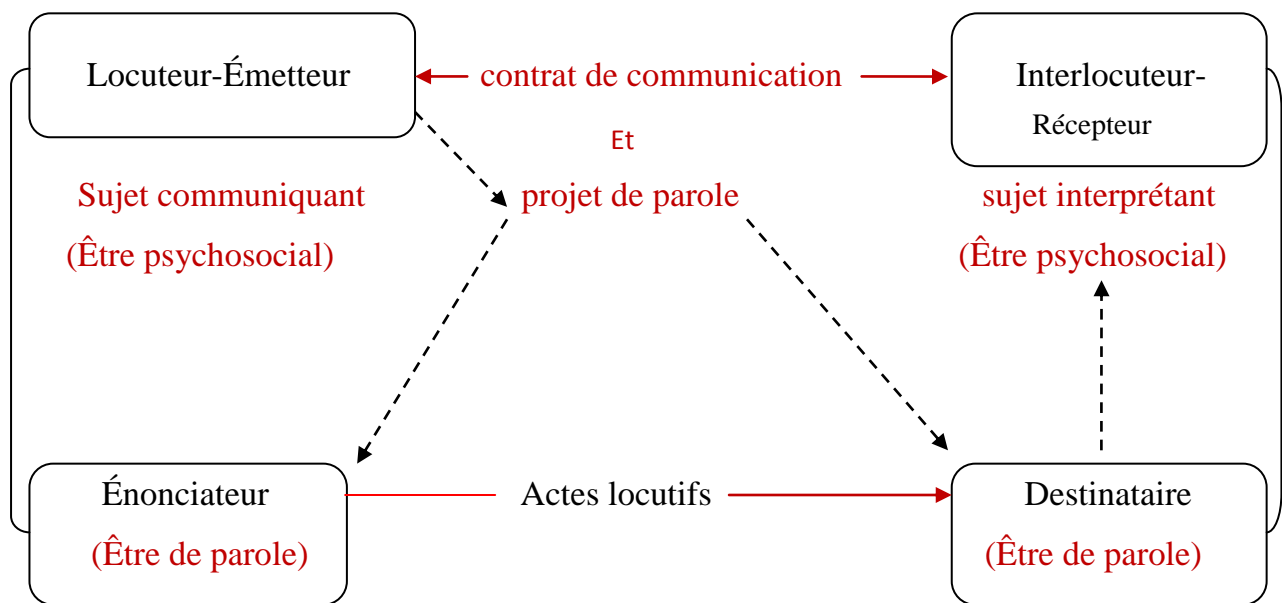 Locuteur-Émetteur
contrat de communication
Interlocuteur-
Récepteur
Et
Sujet communiquant
projet de parole
sujet interprétant
(Être psychosocial)
(Être psychosocial)
Énonciateur
Actes locutifs
Destinataire
(Être de parole)
(Être de parole)